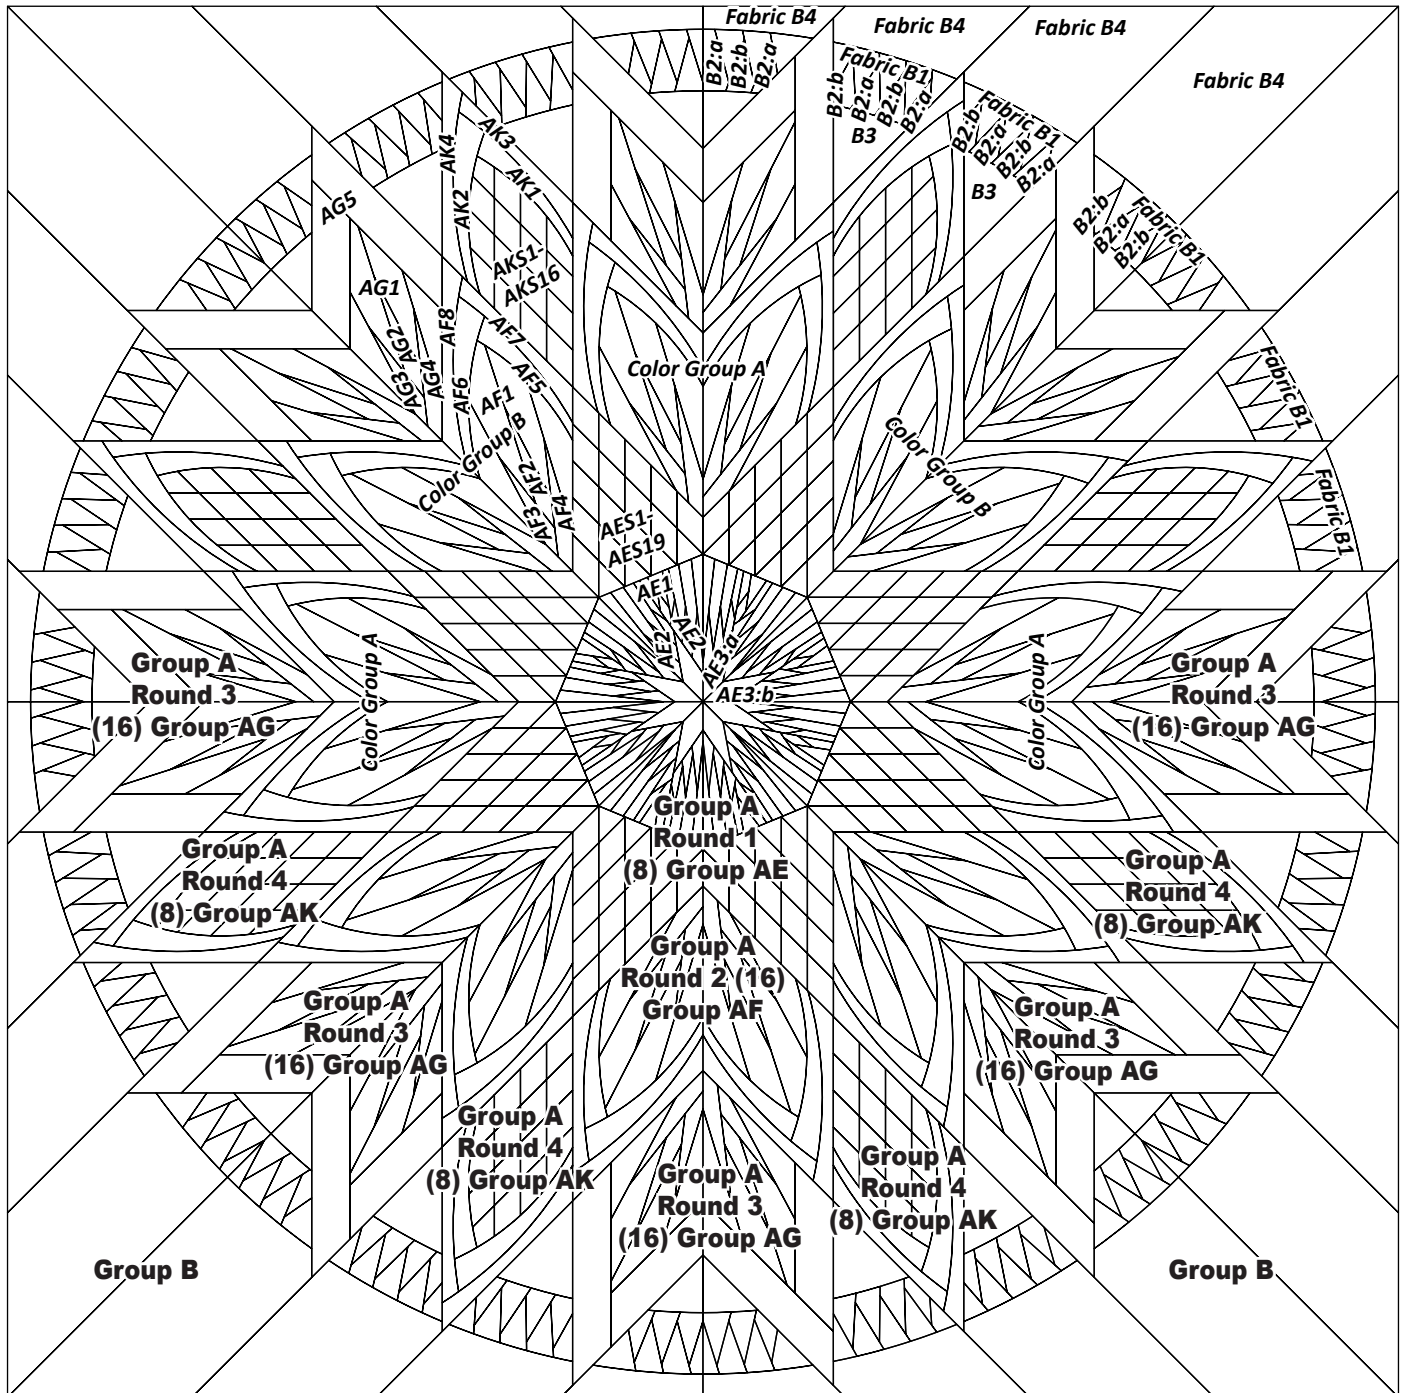 Fabric B4
Fabric B4
Fabric B4
Fabric B4
B2:a
B2:b
B2:a
Fabric B1
B2:b
B2:a
B2:b
B2:a
B3
Fabric B1
B2:b
B2:a
B2:b
B2:a
B3
Fabric B1
B2:b
B2:a
B2:b
Fabric B1
Fabric B1
AK3
AK4
AK1
AK2
AG5
AKS1-
AKS16
AG1
AG2
AG3
AG4
AF8
AF7
AF6
AF5
AF1
Color Group B
AF2
AF3
AF4
Color Group A
Color Group B
AES1-
AES19
AE1
AE2
AE2
AE3:a
AE3:b
Color Group A
Color Group A
Group A
Round 3
(16) Group AG
Group A
Round 3
(16) Group AG
Group A
Round 1
(8) Group AE
Group A
Round 4
(8) Group AK
Group A
Round 4
(8) Group AK
Group A
Round 2 (16)
Group AF
Group A
Round 3
(16) Group AG
Group A
Round 3
(16) Group AG
Group A
Round 4
(8) Group AK
Group A
Round 3
(16) Group AG
Group A
Round 4
(8) Group AK
Group B
Group B